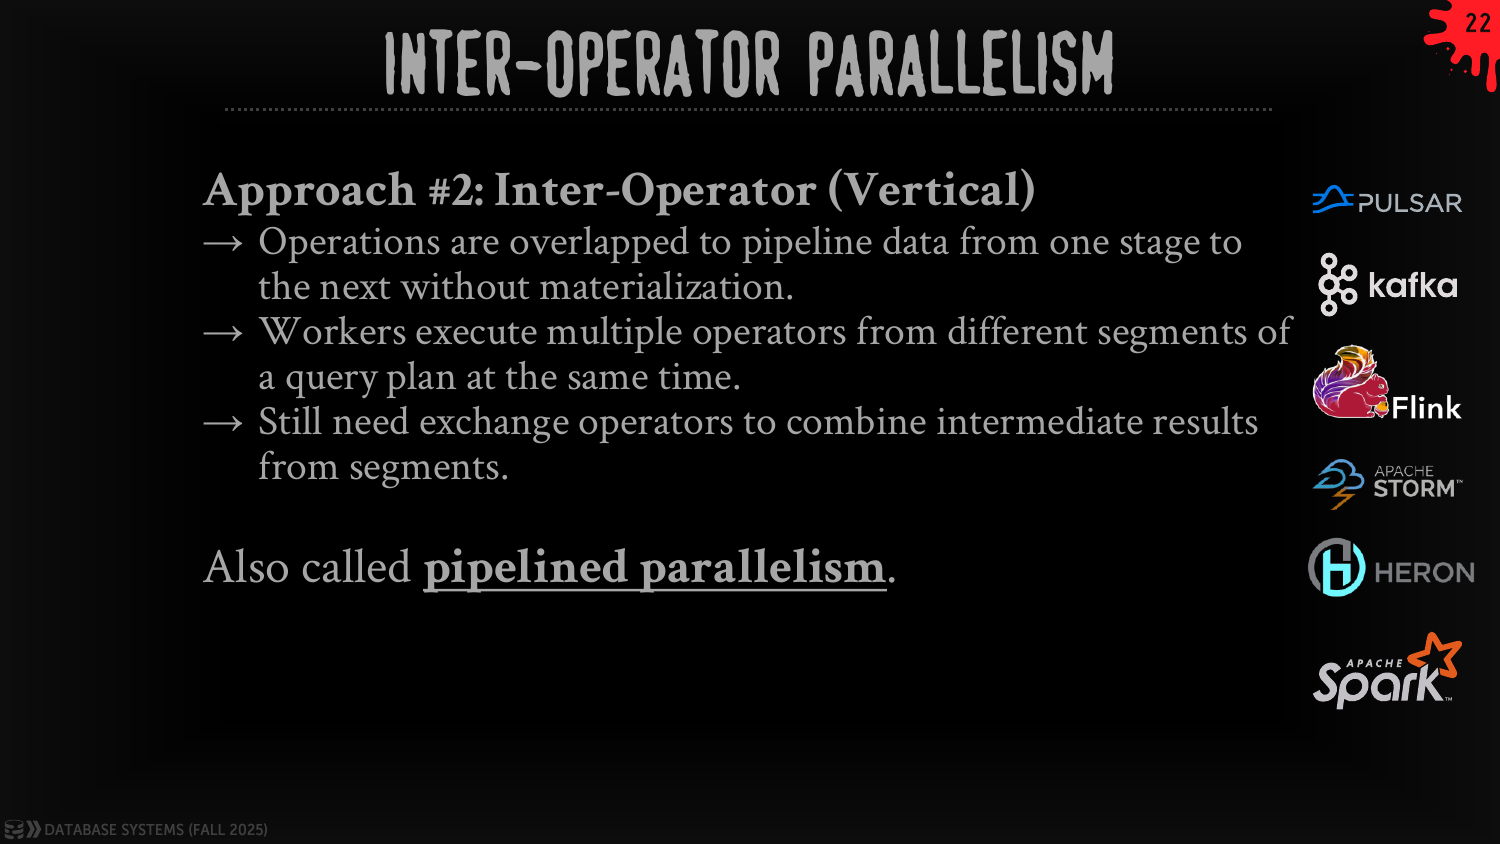 22
INTER-OPERATOR PARALLELISM
Approach #2: Inter-Operator (Vertical)
→ Operations are overlapped to pipeline data from one stage to
the next without materialization.
→ Workers execute multiple operators from different segments of
a query plan at the same time.
→ Still need exchange operators to combine intermediate results
from segments.
Also called pipelined parallelism.
PULSAR
kafka
Flink
APACHE
STORM™
HERON
APACHE
Spark™
DATABASE SYSTEMS (FALL 2025)